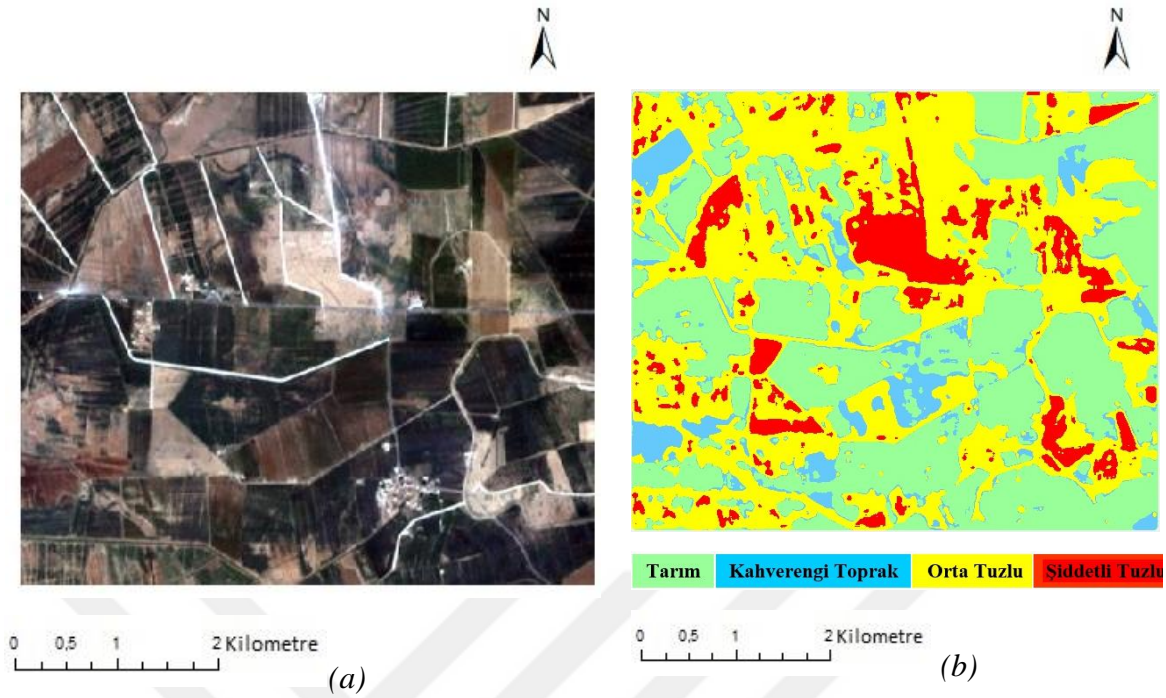 N
N
Tarım Kahverengi Toprak Orta Tuzlu Şiddetli Tuzlu
0 0,5 1 2 Kilometre
0 0,5 1 2 Kilometre
(a)
(b)